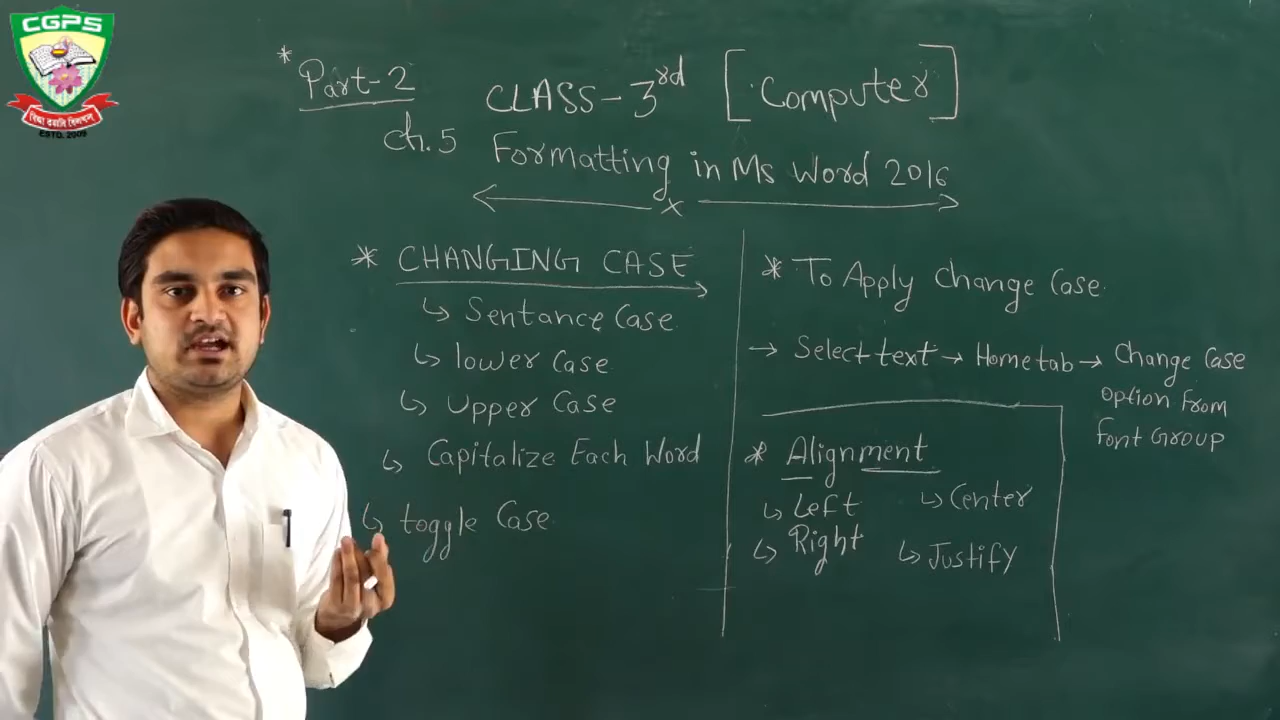 CGPS
विद्या ददाति विनयम्
ESTD. 2009
* Part-2
CLASS-3rd [Computer]
Ch.5 Formatting in Ms Word 2016
* CHANGING CASE
↳ Sentance Case
↳ lower Case
↳ Upper Case
↳ Capitalize Each Word
↳ toggle Case
* To Apply Change Case
→ Select text → Home tab → Change Case
Option From
Font Group
* Alignment
↳ Left ↳ Center
↳ Right ↳ Justify